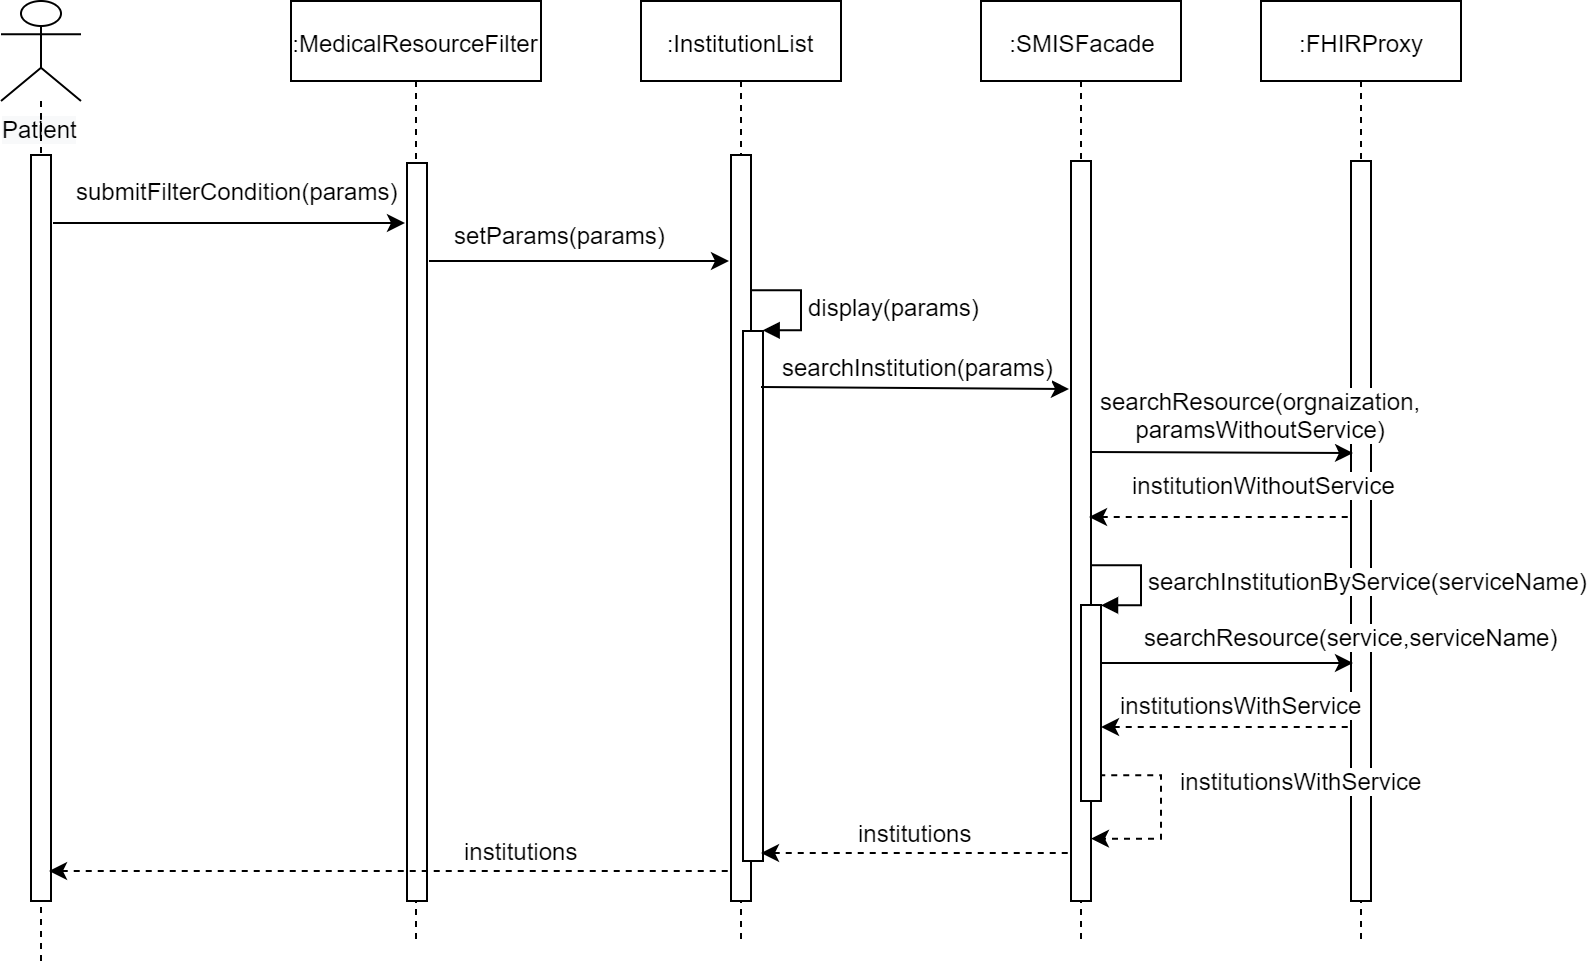 :MedicalResourceFilter
:InstitutionList
:SMISFacade
:FHIRProxy
Patient
submitFilterCondition(params)
setParams(params)
display(params)
searchInstitution(params)
searchResource(orgnaization,
paramsWithoutService)
institutionWithoutService
searchInstitutionByService(serviceName)
searchResource(service,serviceName)
institutionsWithService
institutionsWithService
institutions
institutions